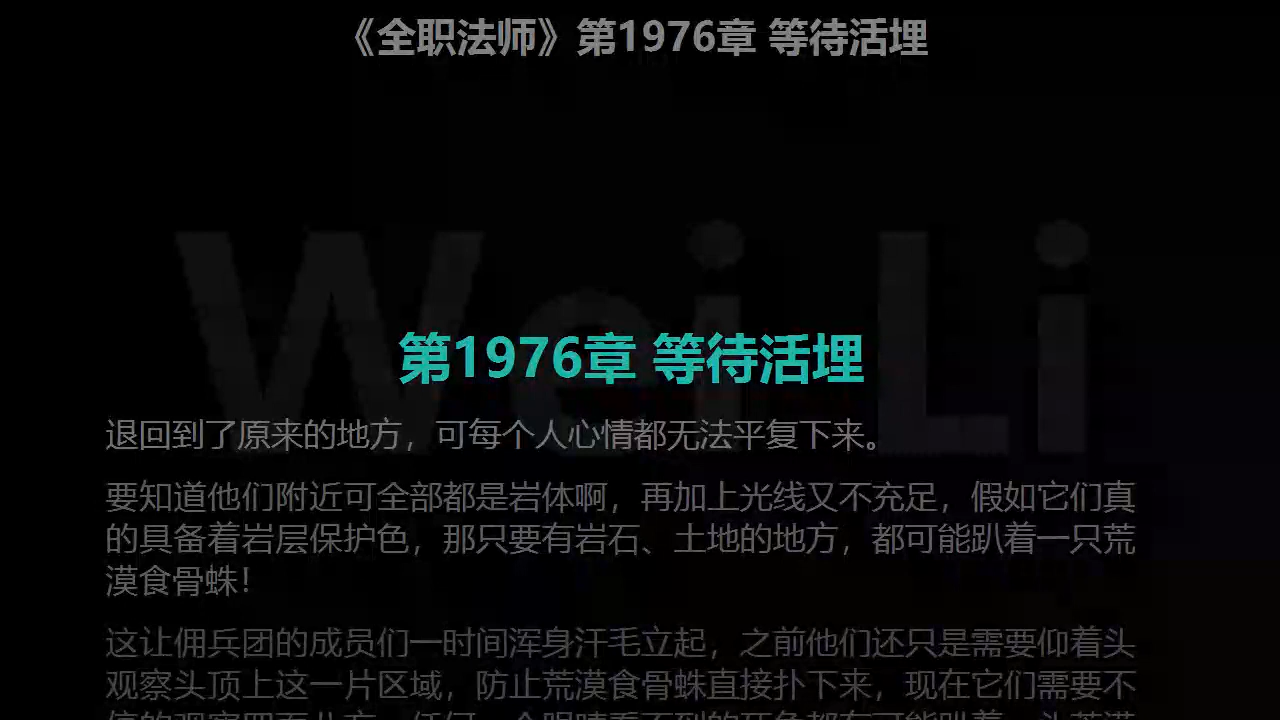 《全职法师》第1976章 等待活埋
Wei Li
第1976章 等待活埋
退回到了原来的地方，可每个人心情都无法平复下来。
要知道他们附近可全部都是岩体啊，再加上光线又不充足，假如它们真
的具备着岩层保护色，那只要有岩石、土地的地方，都可能趴着一只荒
漠食骨蛛！
这让佣兵团的成员们一时间浑身汗毛立起，之前他们还只是需要仰着头
观察头顶上这一片区域，防止荒漠食骨蛛直接扑下来，现在它们需要不